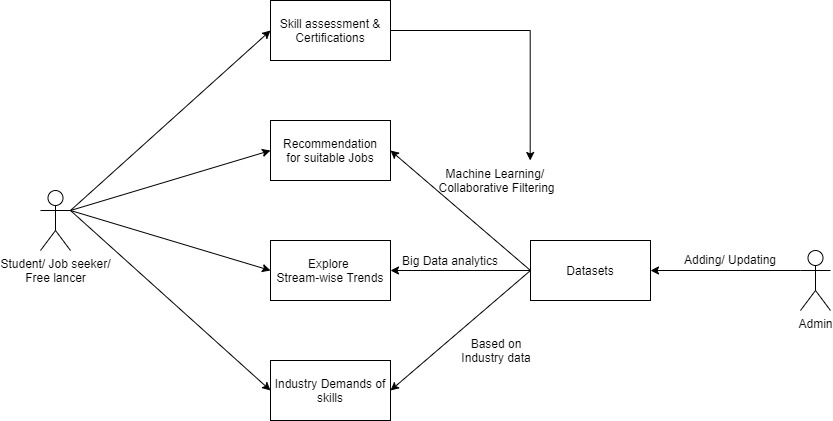 Skill assessment &
Certifications
Recommendation
for suitable Jobs
Machine Learning/
Collaborative Filtering
Student/ Job seeker/
Free lancer
Explore
Stream-wise Trends
Big Data analytics
Datasets
Adding/ Updating
Admin
Based on
Industry data
Industry Demands of
skills